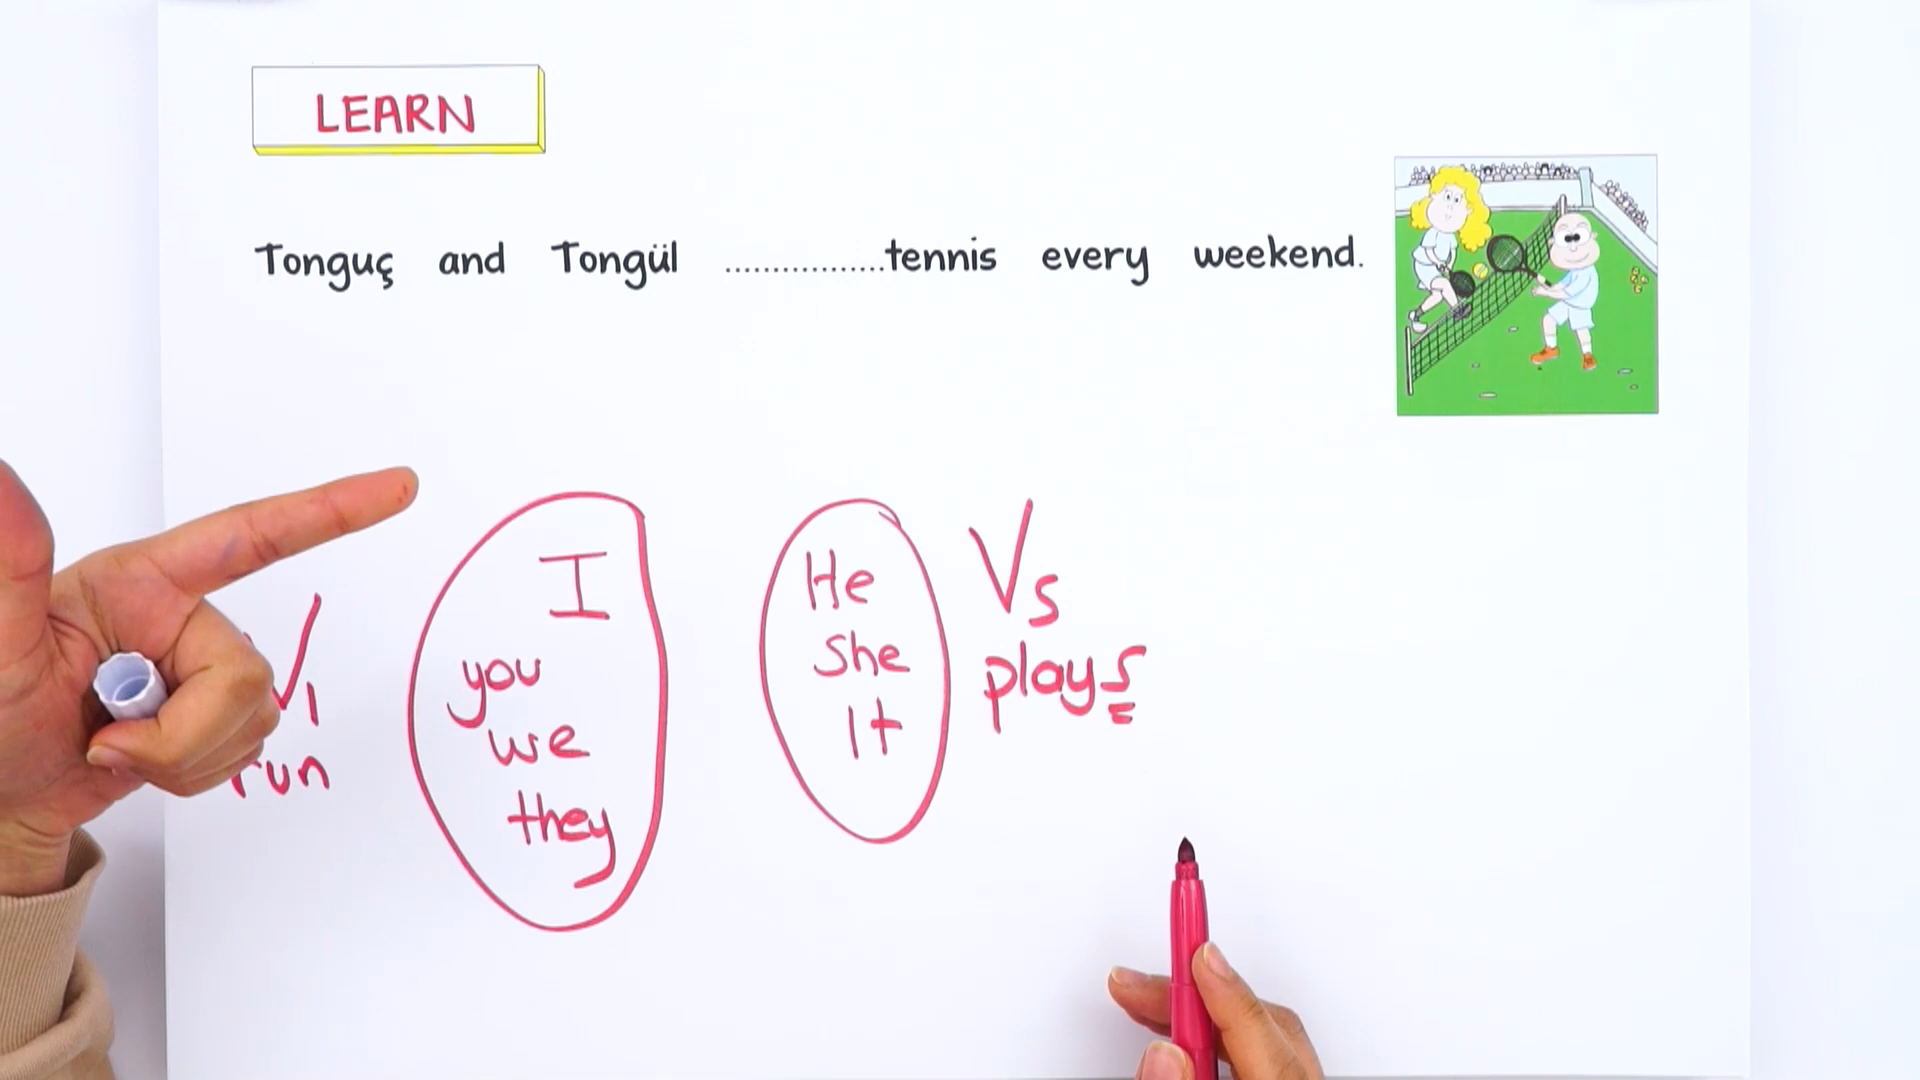 LEARN
Tonguç and Tongül ................. tennis every weekend.
I
you
we
they
V1
run
He
She
It
Vs
plays